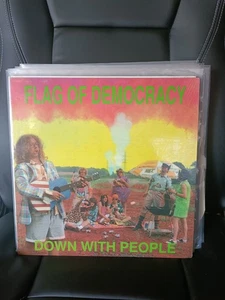 FLAG OF DEMOCRACY
DOWN WITH PEOPLE